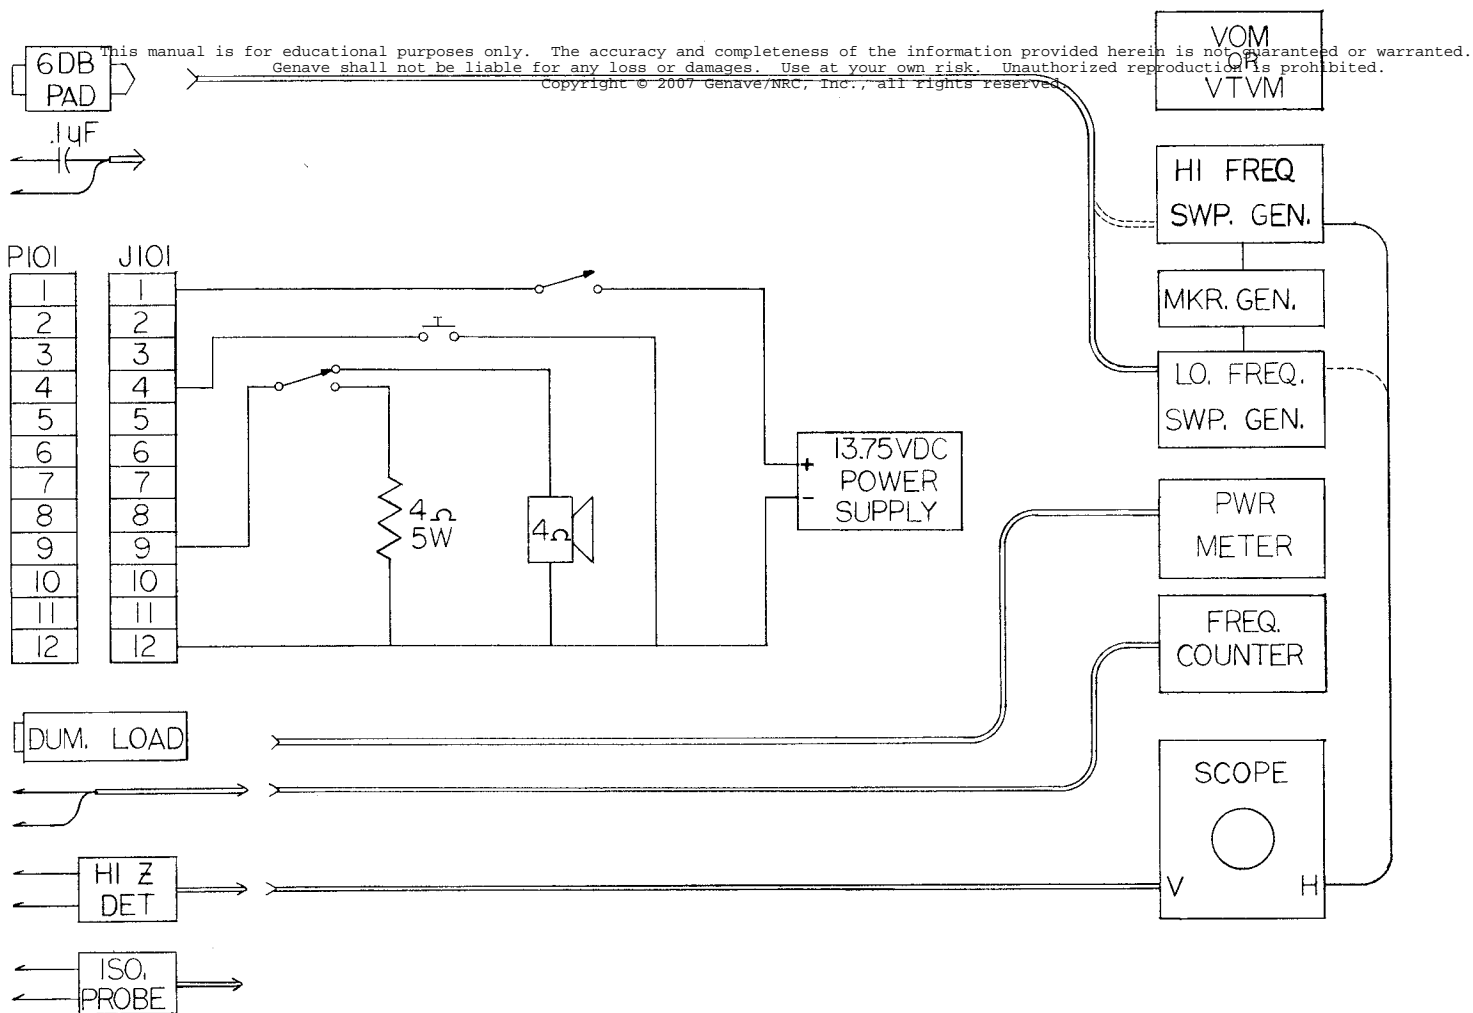 This manual is for educational purposes only. The accuracy and completeness of the information provided herein is not guaranteed or warranted.
Genave shall not be liable for any loss or damages. Use at your own risk. Unauthorized reproduction is prohibited.
Copyright © 2007 Genave/NRC, Inc., all rights reserved.
6DB
PAD
.1uF
VOM
OR
VTVM
HI FREQ
SWP. GEN.
MKR. GEN.
LO. FREQ.
SWP. GEN.
P101
J101
1
2
3
4
5
6
7
8
9
10
11
12
1
2
3
4
5
6
7
8
9
10
11
12
4Ω
5W
4Ω
+
-
13.75VDC
POWER
SUPPLY
PWR
METER
FREQ.
COUNTER
DUM. LOAD
SCOPE
V
H
HI Z
DET
ISO.
PROBE